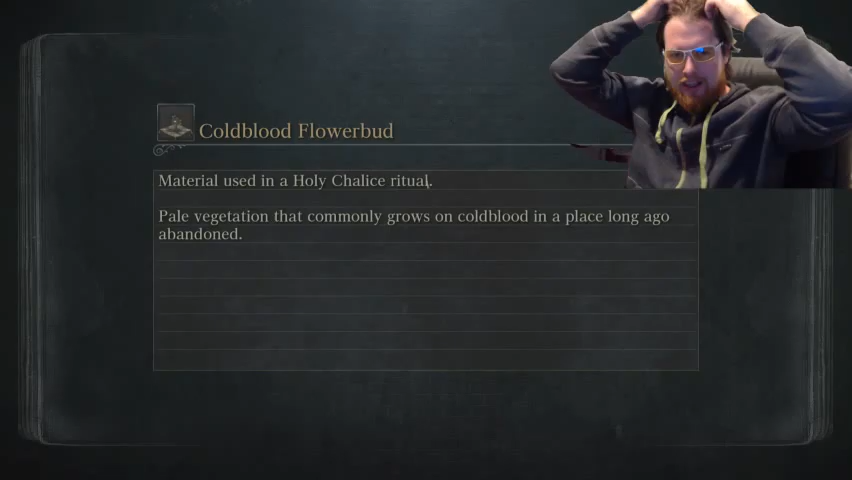 Coldblood Flowerbud
Material used in a Holy Chalice ritual.
Pale vegetation that commonly grows on coldblood in a place long ago
abandoned.